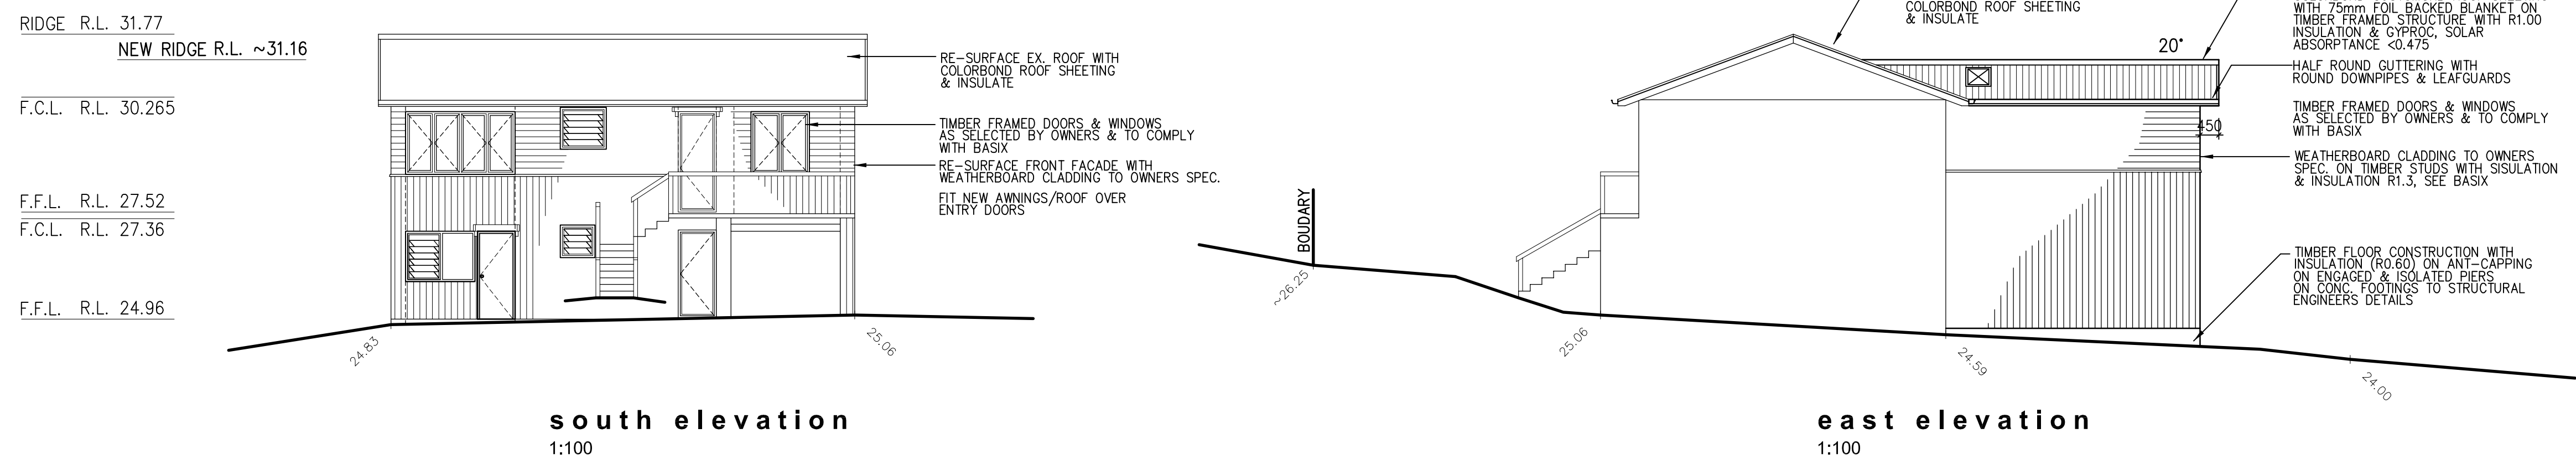 RIDGE R.L. 31.77
NEW RIDGE R.L. ~31.16
F.C.L. R.L. 30.265
F.F.L. R.L. 27.52
F.C.L. R.L. 27.36
F.F.L. R.L. 24.96
RE-SURFACE EX. ROOF WITH
COLORBOND ROOF SHEETING
& INSULATE
TIMBER FRAMED DOORS & WINDOWS
AS SELECTED BY OWNERS & TO COMPLY
WITH BASIX
RE-SURFACE FRONT FACADE WITH
WEATHERBOARD CLADDING TO OWNERS SPEC.
FIT NEW AWNINGS/ROOF OVER
ENTRY DOORS
24.83
25.06
south elevation
1:100
COLORBOND ROOF SHEETING
& INSULATE
20°
WITH 75mm FOIL BACKED BLANKET ON
TIMBER FRAMED STRUCTURE WITH R1.00
INSULATION & GYPROC, SOLAR
ABSORPTANCE <0.475
HALF ROUND GUTTERING WITH
ROUND DOWNPIPES & LEAFGUARDS
TIMBER FRAMED DOORS & WINDOWS
AS SELECTED BY OWNERS & TO COMPLY
WITH BASIX
450
WEATHERBOARD CLADDING TO OWNERS
SPEC. ON TIMBER STUDS WITH SISULATION
& INSULATION R1.3, SEE BASIX
TIMBER FLOOR CONSTRUCTION WITH
INSULATION (R0.60) ON ANT-CAPPING
ON ENGAGED & ISOLATED PIERS
ON CONC. FOOTINGS TO STRUCTURAL
ENGINEERS DETAILS
BOUDARY
~26.25
25.06
24.59
24.00
east elevation
1:100